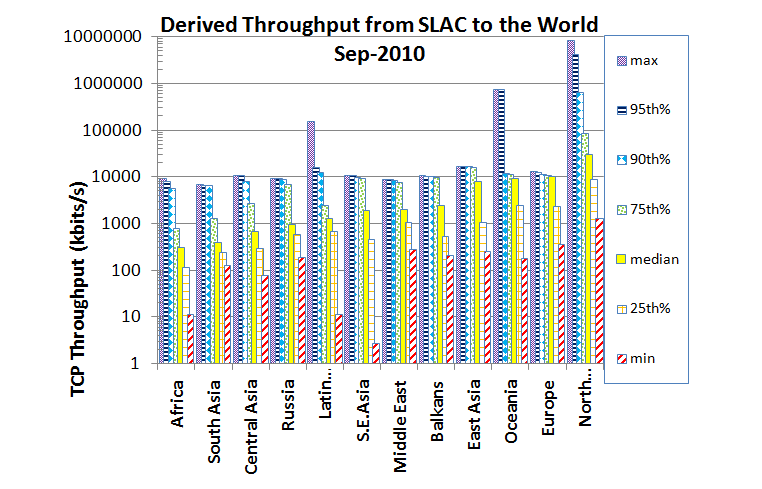 Derived Throughput from SLAC to the World
Sep-2010
TCP Throughput (kbits/s)
10000000
1000000
100000
10000
1000
100
10
1
Africa
South Asia
Central Asia
Russia
Latin...
S.E.Asia
Middle East
Balkans
East Asia
Oceania
Europe
North...
max
95th%
90th%
75th%
median
25th%
min